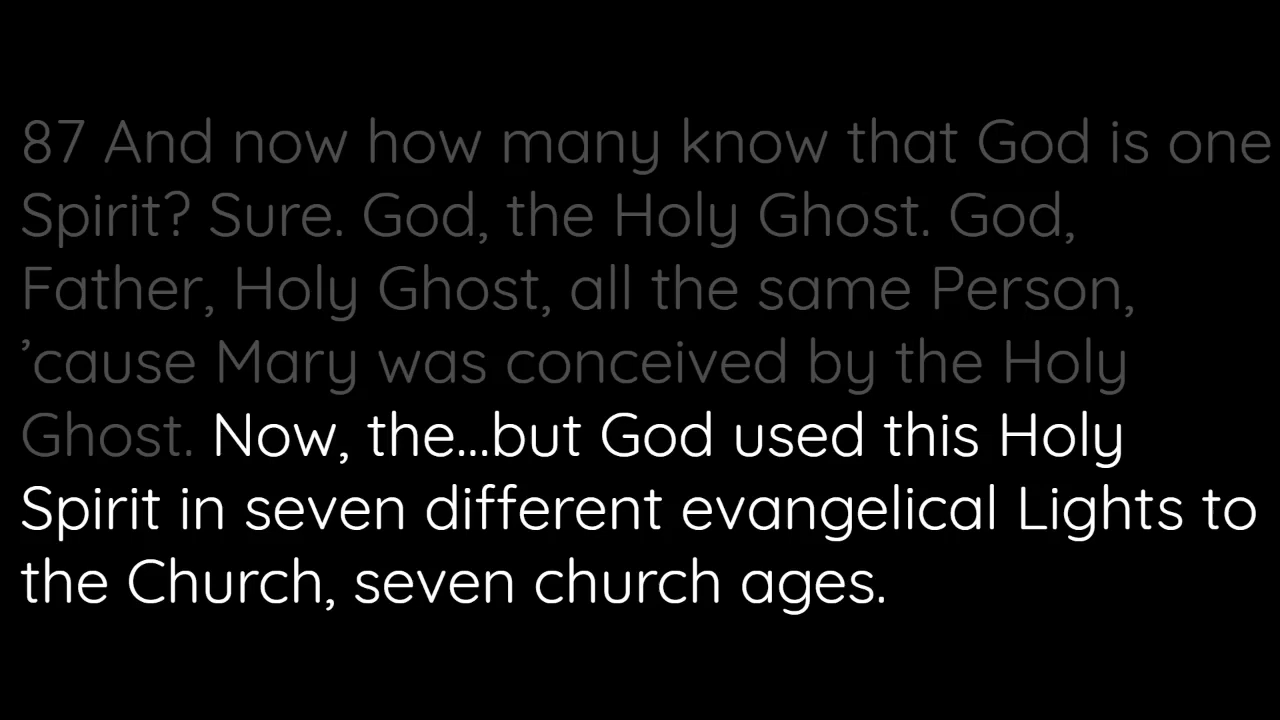 87 And now how many know that God is one
Spirit? Sure. God, the Holy Ghost. God,
Father, Holy Ghost, all the same Person,
’cause Mary was conceived by the Holy
Ghost. Now, the...but God used this Holy
Spirit in seven different evangelical Lights to
the Church, seven church ages.